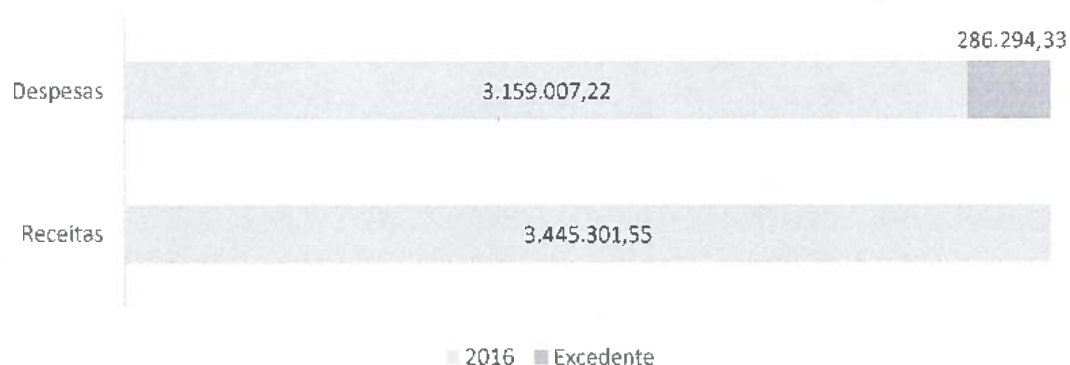 286.294,33
Despesas 3.159.007,22
Receitas 3.445.301,55
2016 Excedente